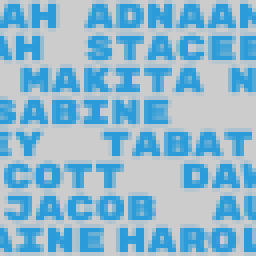 AH ADNAAN
AH STACEE
MAKITA N
SABINE
EY TABAT
COTT DAW
JACOB AU
AINE HAROL